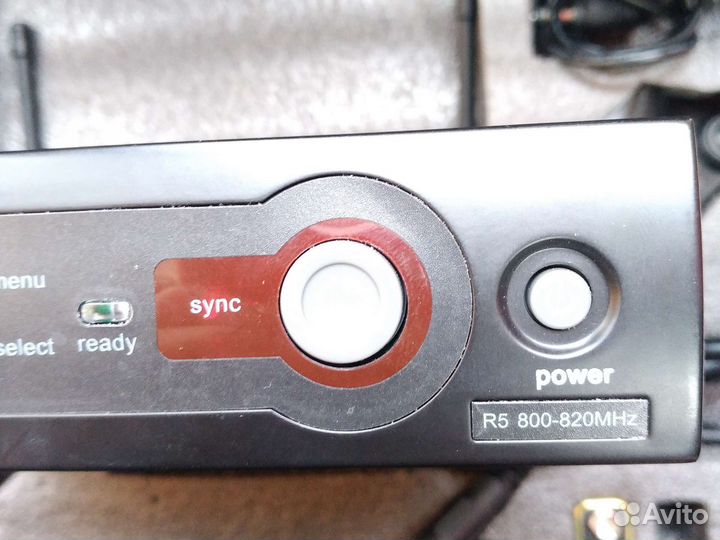 menu
sync
select
ready
power
R5 800-820MHz
Avito